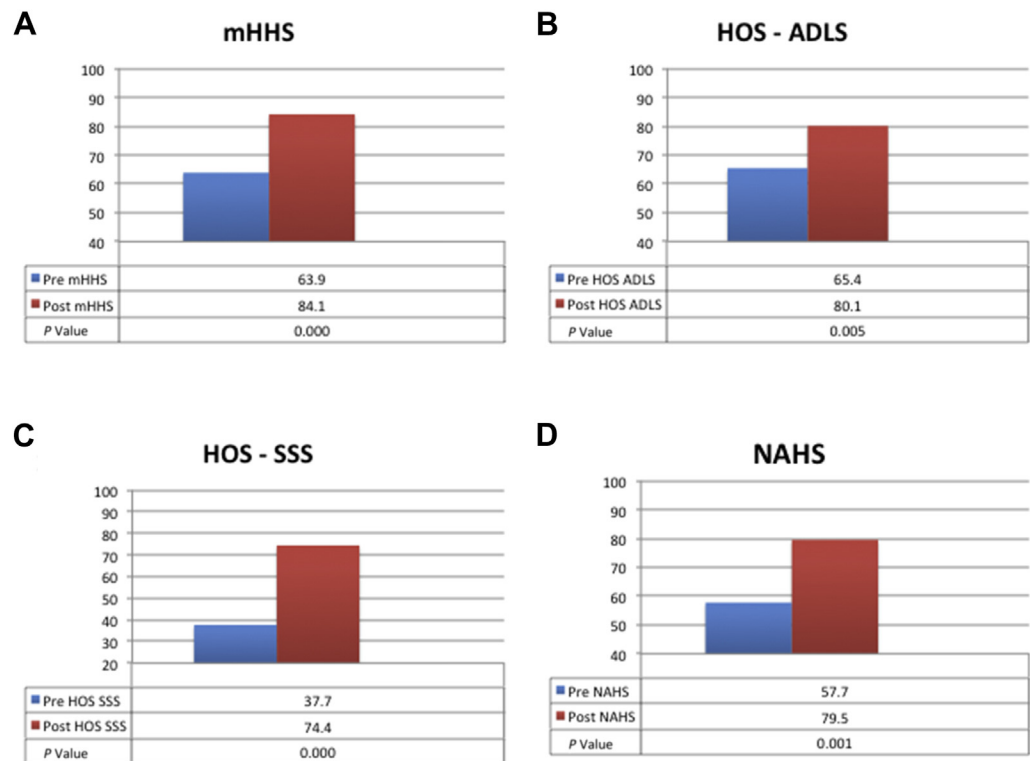 A
mHHS
100
90
80
70
60
50
40
Pre mHHS 63.9
Post mHHS 84.1
P Value 0.000
B
HOS - ADLS
100
90
80
70
60
50
40
Pre HOS ADLS 65.4
Post HOS ADLS 80.1
P Value 0.005
C
HOS - SSS
100
90
80
70
60
50
40
30
20
Pre HOS SSS 37.7
Post HOS SSS 74.4
P Value 0.000
D
NAHS
100
90
80
70
60
50
40
Pre NAHS 57.7
Post NAHS 79.5
P Value 0.001